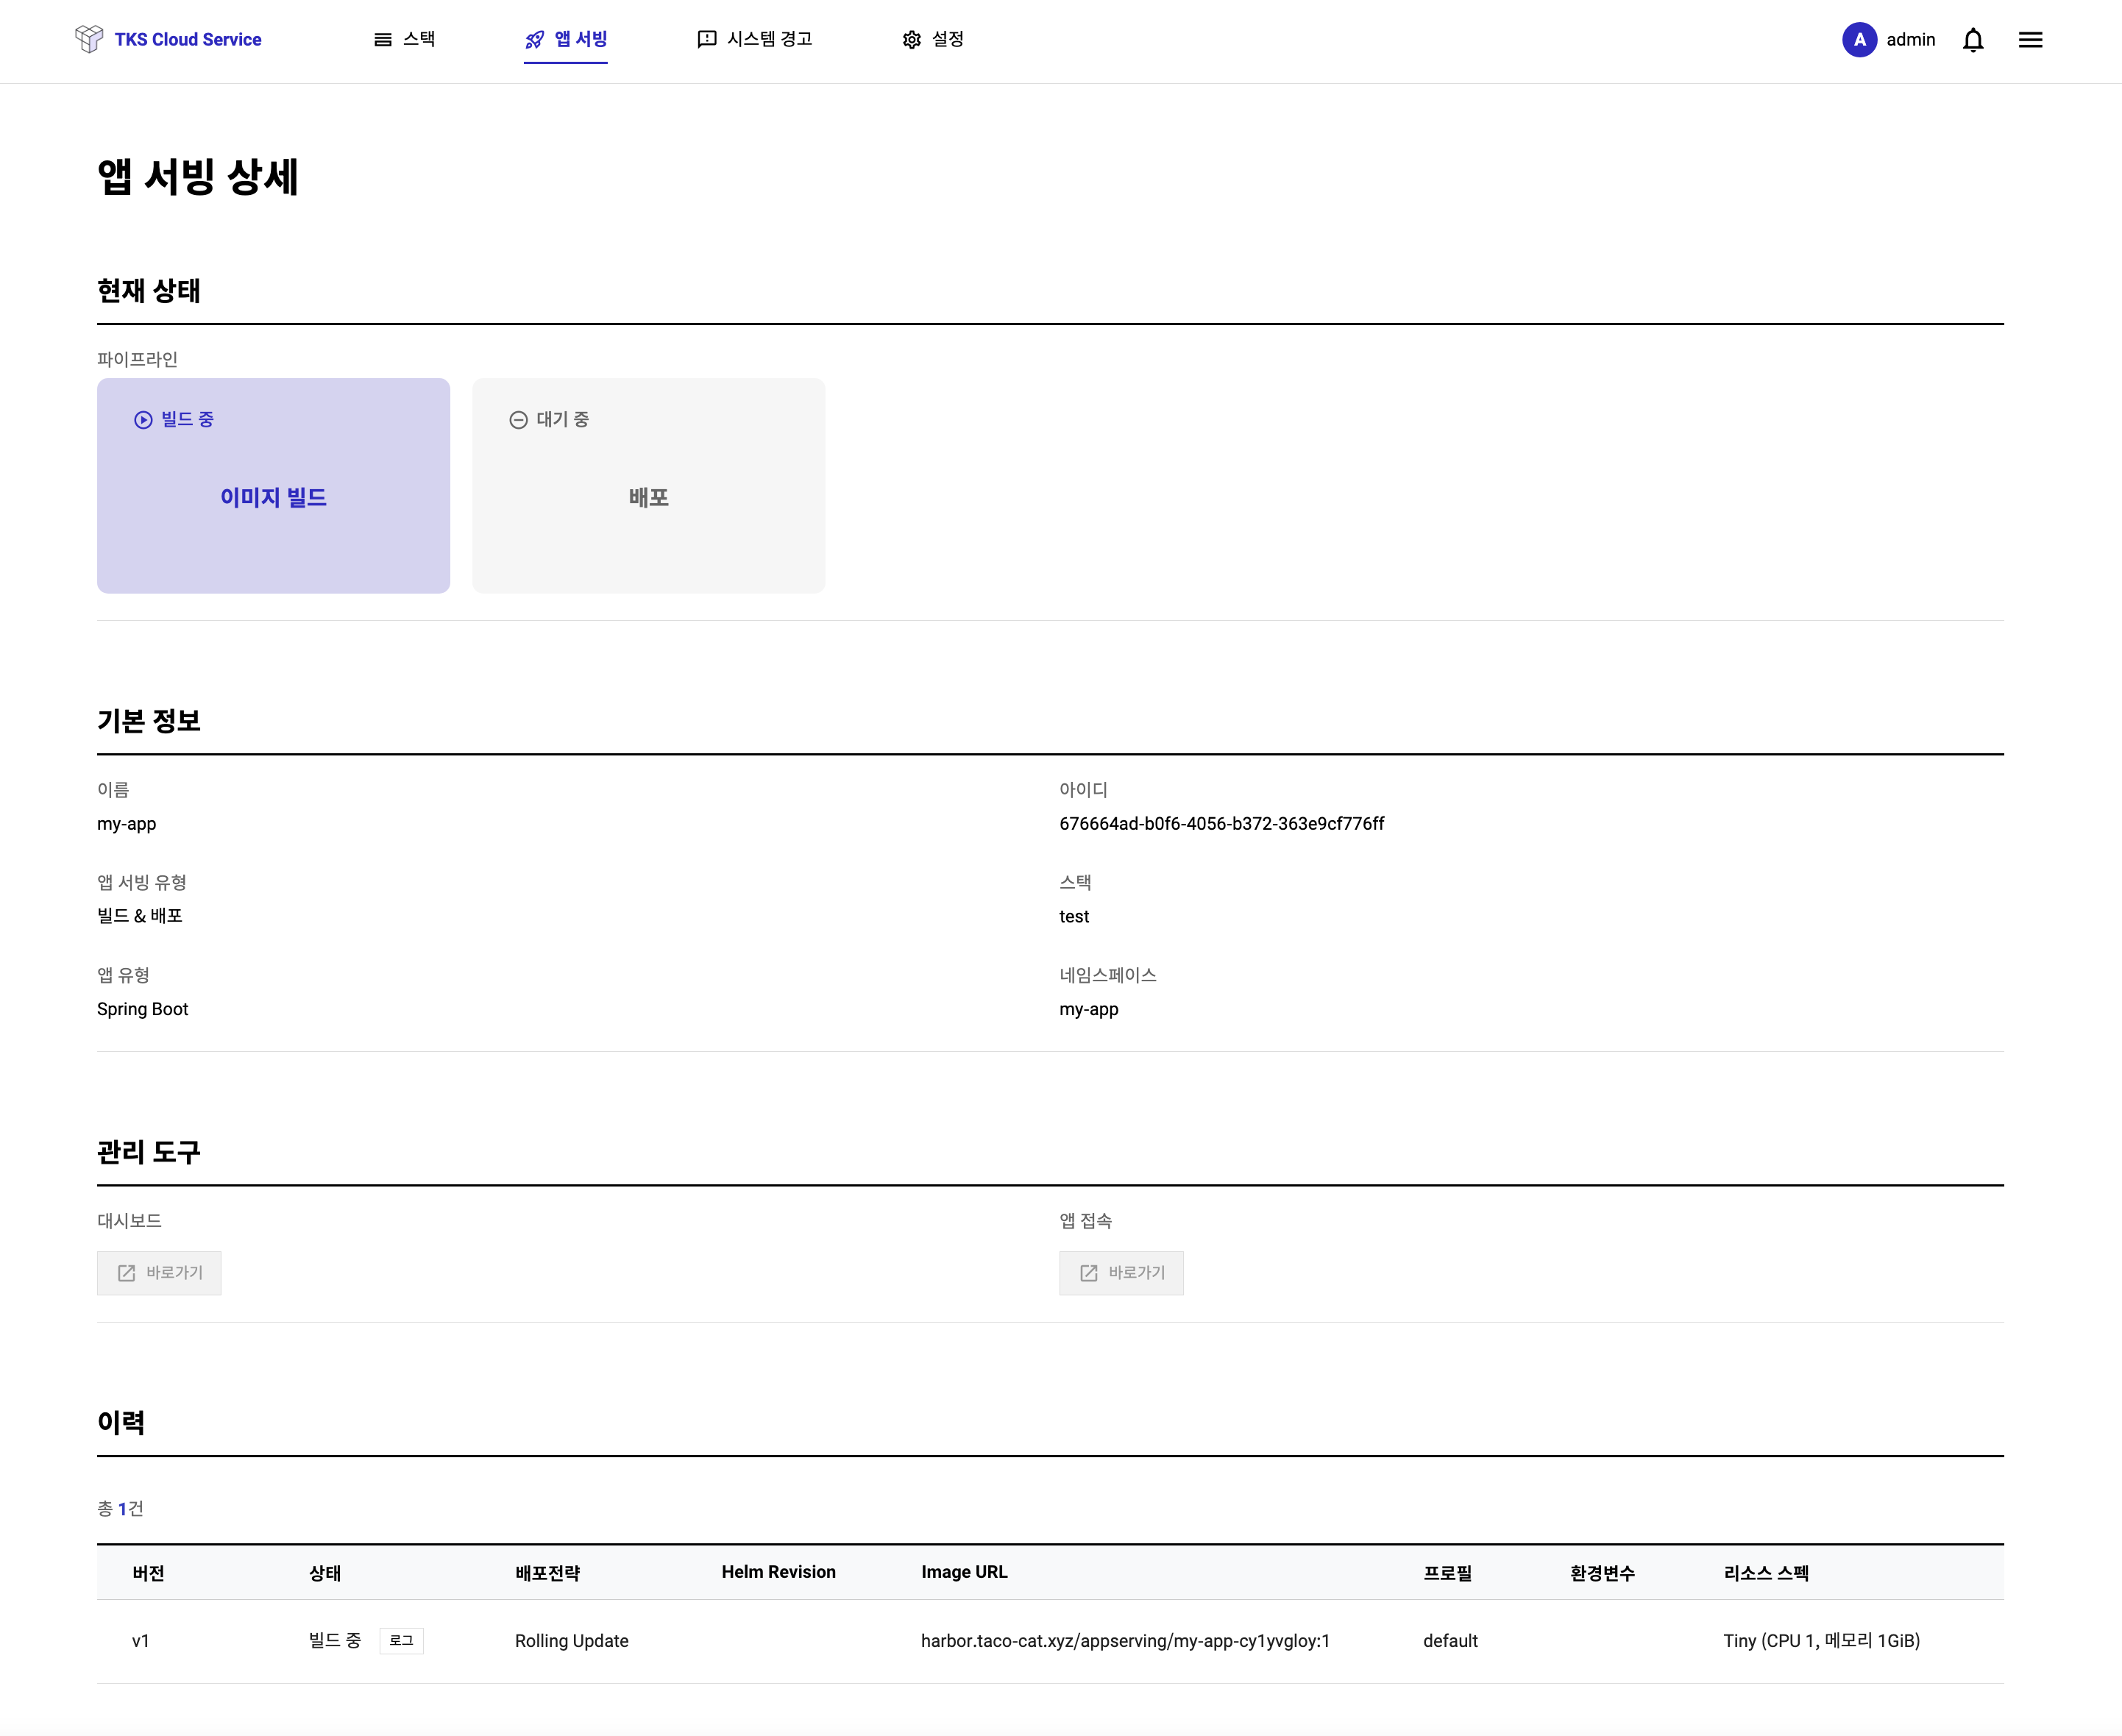 TKS Cloud Service
스택
앱 서빙
시스템 경고
설정
A
admin
앱 서빙 상세
현재 상태
파이프라인
빌드 중
이미지 빌드
대기 중
배포
기본 정보
이름
my-app
아이디
676664ad-b0f6-4056-b372-363e9cf776ff
앱 서빙 유형
빌드 & 배포
스택
test
앱 유형
Spring Boot
네임스페이스
my-app
관리 도구
대시보드
바로가기
앱 접속
바로가기
이력
총 1건
버전 상태 배포전략 Helm Revision Image URL 프로필 환경변수 리소스 스펙
v1 빌드 중 로그 Rolling Update harbor.taco-cat.xyz/appserving/my-app-cy1yvgloy:1 default Tiny (CPU 1, 메모리 1GiB)